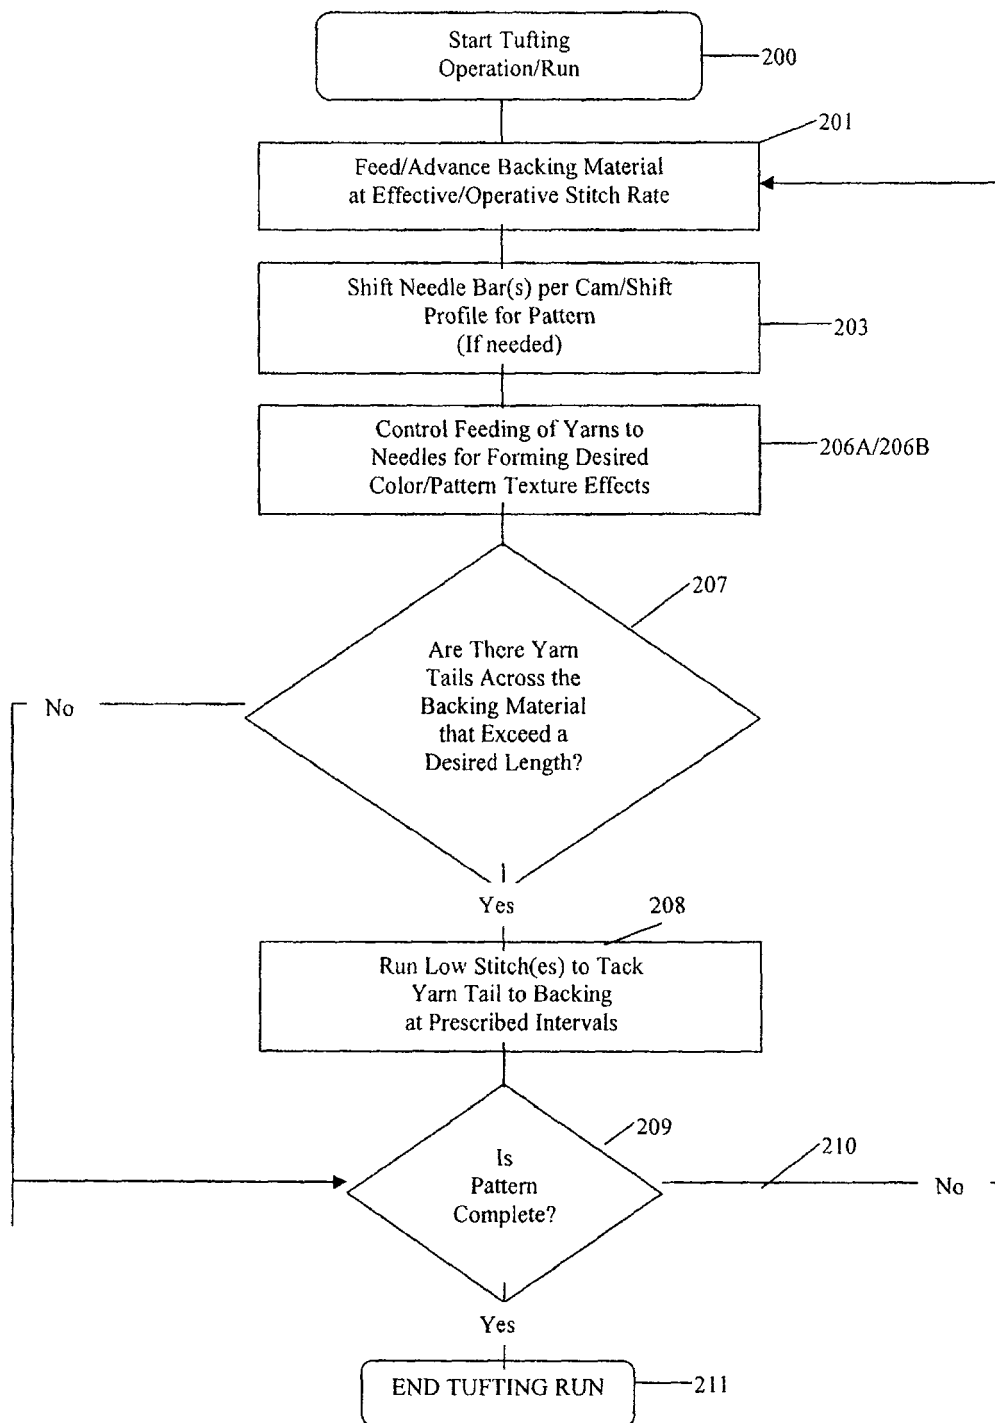 Start Tufting
Operation/Run
200
201
Feed/Advance Backing Material
at Effective/Operative Stitch Rate
Shift Needle Bar(s) per Cam/Shift
Profile for Pattern
(If needed)
203
Control Feeding of Yarns to
Needles for Forming Desired
Color/Pattern Texture Effects
206A/206B
207
Are There Yarn
Tails Across the
Backing Material
that Exceed a
Desired Length?
No
Yes
208
Run Low Stitch(es) to Tack
Yarn Tail to Backing
at Prescribed Intervals
209
Is
Pattern
Complete?
210
No
Yes
END TUFTING RUN
211